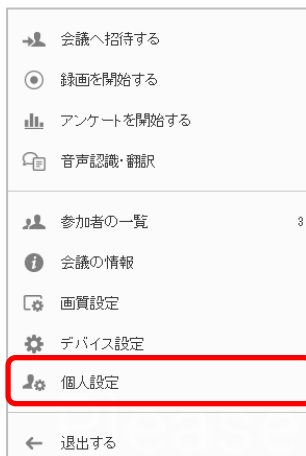 会議へ招待する
録画を開始する
アンケートを開始する
音声認識・翻訳
参加者の一覧 3
会議の情報
画質設定
デバイス設定
個人設定
退出する